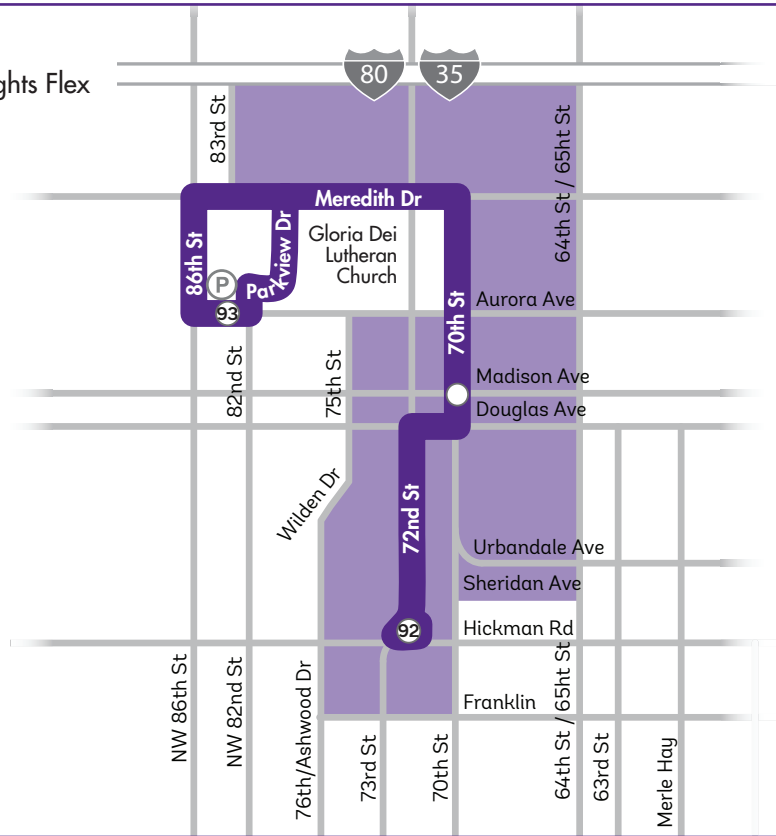 ghts Flex
80
35
83rd St
64th St / 65ht St
Meredith Dr
86th St
Parkview Dr
Gloria Dei
Lutheran
Church
P
93
70th St
Aurora Ave
82nd St
75th St
Madison Ave
Douglas Ave
Wilden Dr
72nd St
Urbandale Ave
Sheridan Ave
92
Hickman Rd
Franklin
NW 86th St
NW 82nd St
76th/Ashwood Dr
73rd St
70th St
64th St / 65ht St
63rd St
Merle Hay